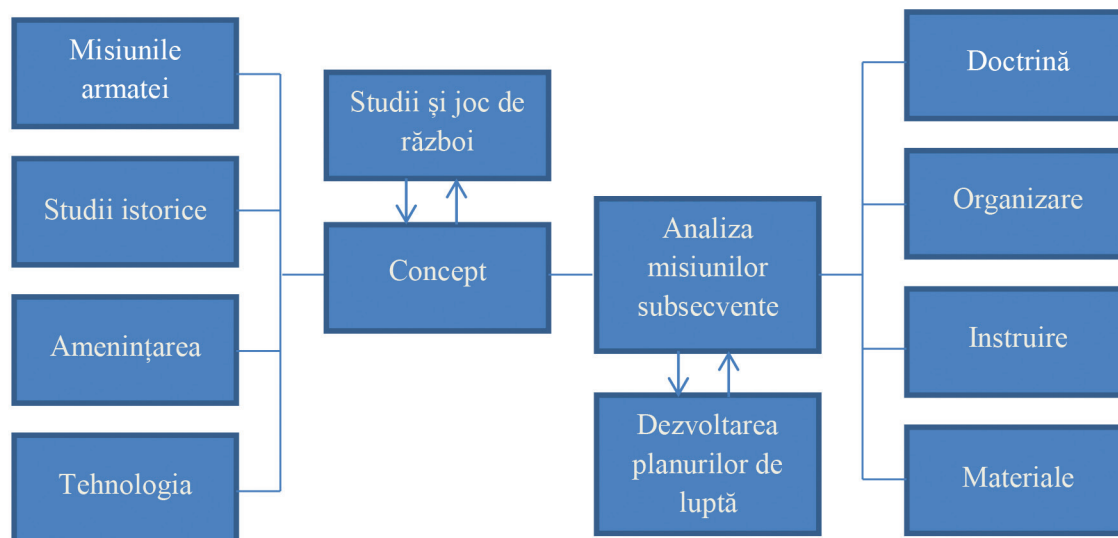 Misiunile
armatei
Studii istorice
Amenințarea
Tehnologia
Studii și joc de
război
Concept
Analiza
misiunilor
subsecvente
Dezvoltarea
planurilor de
luptă
Doctrină
Organizare
Instruire
Materiale